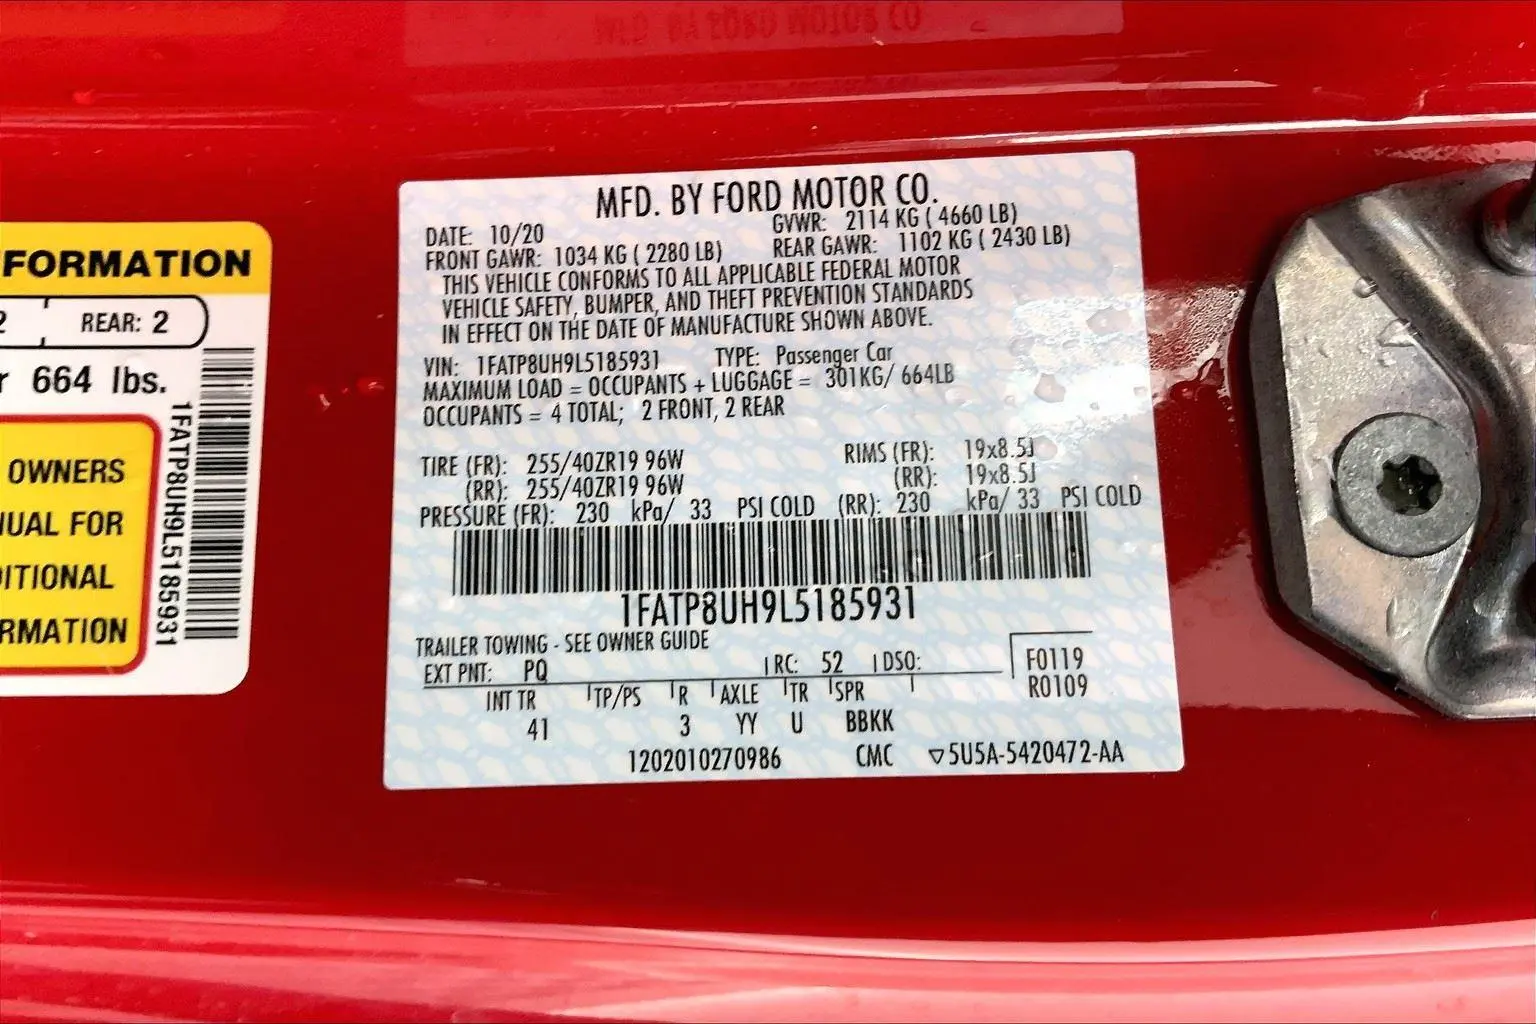 FORMATION
REAR: 2
664 lbs.
OWNERS
1FATP8UH9L5185931
MFD. BY FORD MOTOR CO.
DATE: 10/20 GVWR: 2114 KG ( 4660 LB)
FRONT GAWR: 1034 KG ( 2280 LB) REAR GAWR: 1102 KG ( 2430 LB)
THIS VEHICLE CONFORMS TO ALL APPLICABLE FEDERAL MOTOR
VEHICLE SAFETY, BUMPER, AND THEFT PREVENTION STANDARDS
IN EFFECT ON THE DATE OF MANUFACTURE SHOWN ABOVE.
VIN: 1FATP8UH9L5185931 TYPE: Passenger Car
MAXIMUM LOAD = OCCUPANTS + LUGGAGE = 301KG/ 664LB
OCCUPANTS = 4 TOTAL; 2 FRONT, 2 REAR
TIRE (FR): 255/40ZR19 96W RIMS (FR): 19x8.5J
(RR): 255/40ZR19 96W (RR): 19x8.5J
PRESSURE (FR): 230 kPa/ 33 PSI COLD (RR): 230 kPa/ 33 PSI COLD
1FATP8UH9L5185931
TRAILER TOWING - SEE OWNER GUIDE
EXT PNT: PQ RC: 52 DSO: F0119
R0109
INT TR TP/PS R AXLE TR SPR
41 3 YY U BBKK
1202010270986 CMC ▽5U5A-5420472-AA